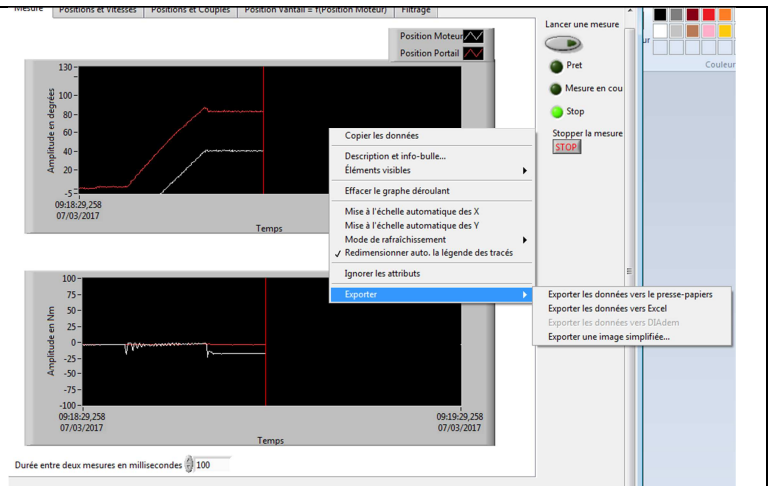 Mesure Positions et Vitesses Positions et Couples Position Vantail = f(Position Moteur) Filtrage
Lancer une mesure
Position Moteur
Position Portail
Pret
Mesure en cou
Stop
Stopper la mesure
STOP
ur
Couleur
Amplitude en degrées
130
100
80
60
40
20
-5
09:18:29,258
07/03/2017
Temps
Copier les données
Description et info-bulle...
Éléments visibles
Effacer le graphe déroulant
Mise à l'échelle automatique des X
Mise à l'échelle automatique des Y
Mode de rafraîchissement
Redimensionner auto. la légende des tracés
Ignorer les attributs
Exporter
Exporter les données vers le presse-papiers
Exporter les données vers Excel
Exporter les données vers DIAdem
Exporter une image simplifiée...
Amplitude en Nm
100
75
50
25
0
-25
-50
-75
-100
09:18:29,258
07/03/2017
09:19:29,258
07/03/2017
Temps
Durée entre deux mesures en millisecondes 100